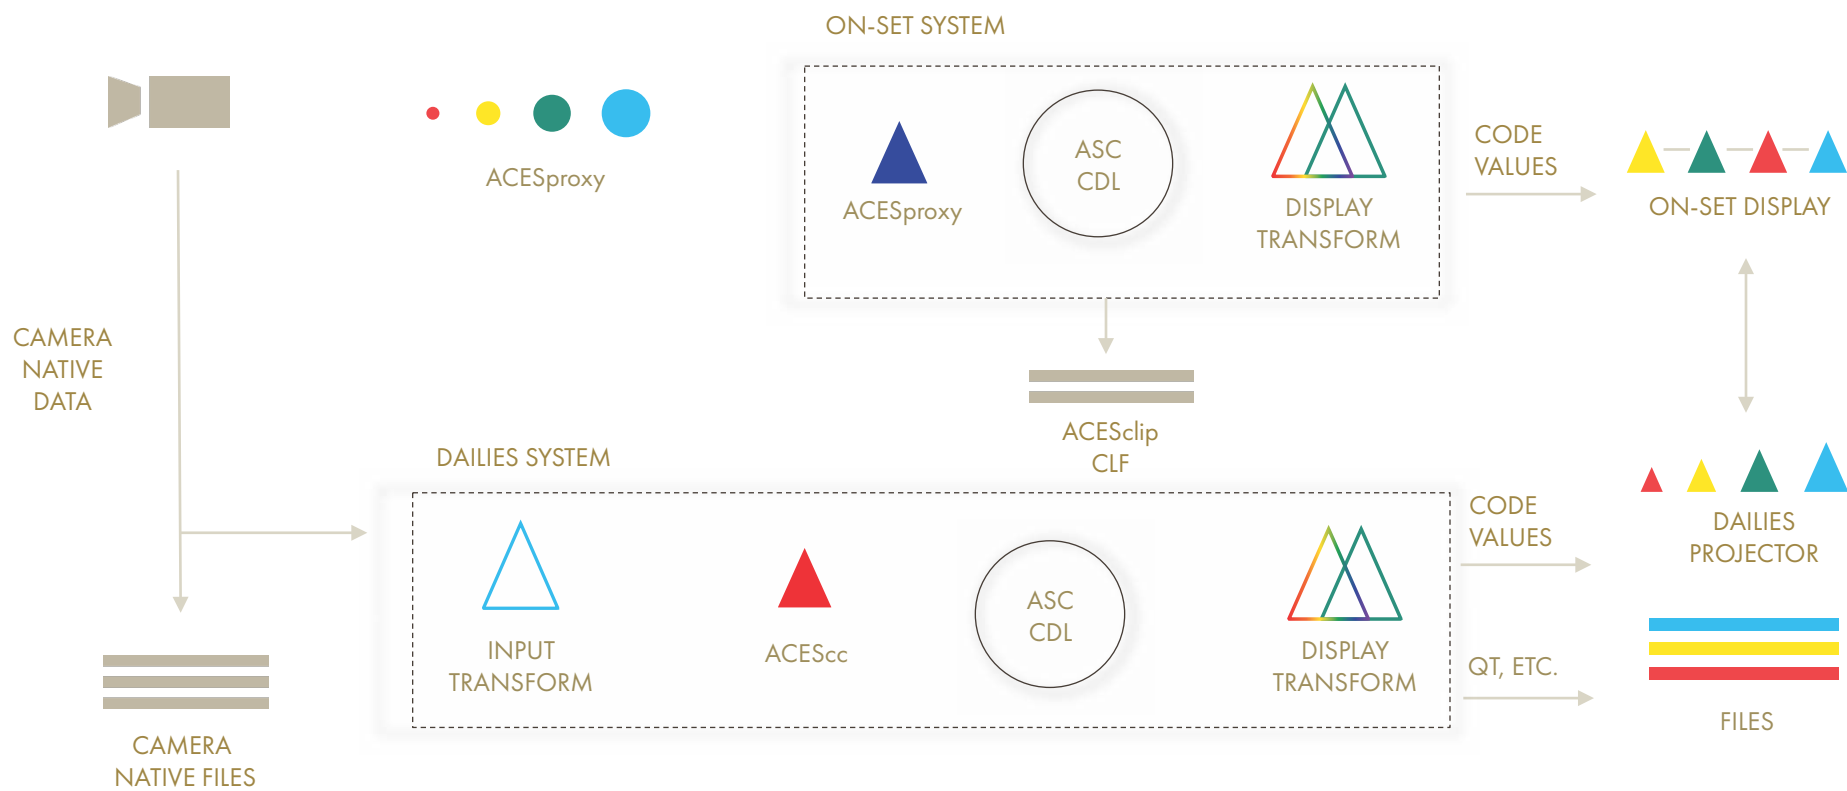 ON-SET SYSTEM
ACESproxy
ACESproxy
ASC
CDL
DISPLAY
TRANSFORM
CODE
VALUES
ON-SET DISPLAY
CAMERA
NATIVE
DATA
ACESclip
CLF
DAILIES SYSTEM
INPUT
TRANSFORM
ACEScc
ASC
CDL
DISPLAY
TRANSFORM
CODE
VALUES
DAILIES
PROJECTOR
QT, ETC.
FILES
CAMERA
NATIVE FILES